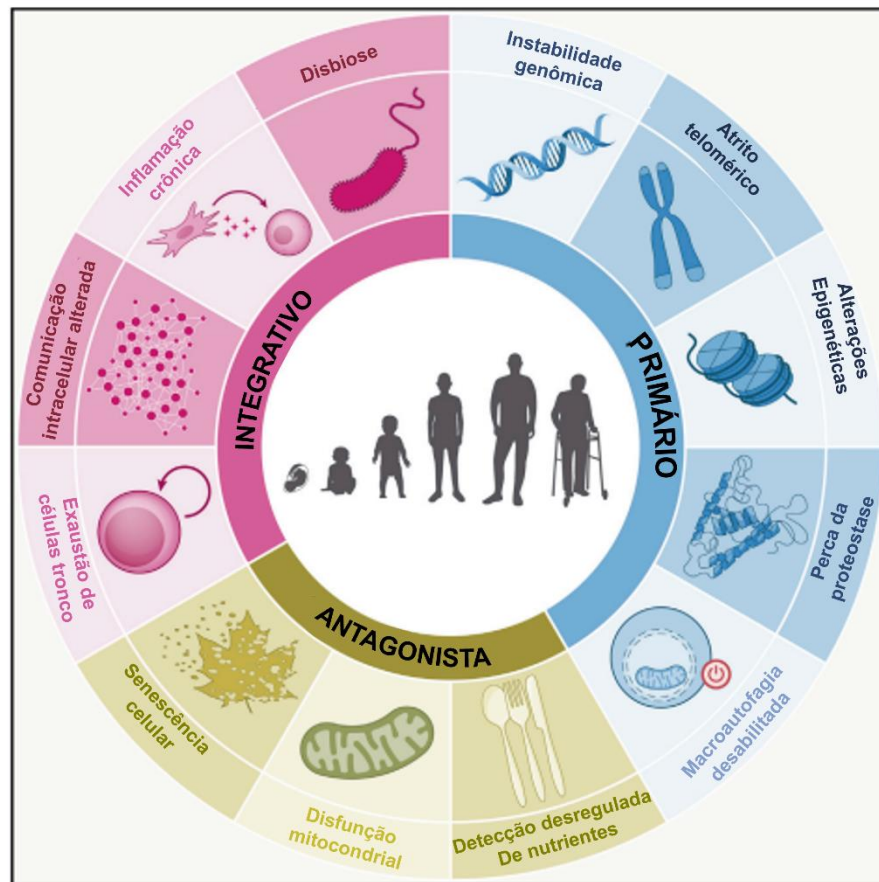 Instabilidade
genômica
Atrito
telomérico
Alterações
Epigenéticas
Perca da
proteostase
Macroautofagia
desabilitada
Detecção desregulada
De nutrientes
Disfunção
mitocondrial
Senescência
celular
Exaustão de
células tronco
Comunicação
intracelular alterada
Inflamação
crônica
Disbiose
PRIMÁRIO
ANTAGONISTA
INTEGRATIVO